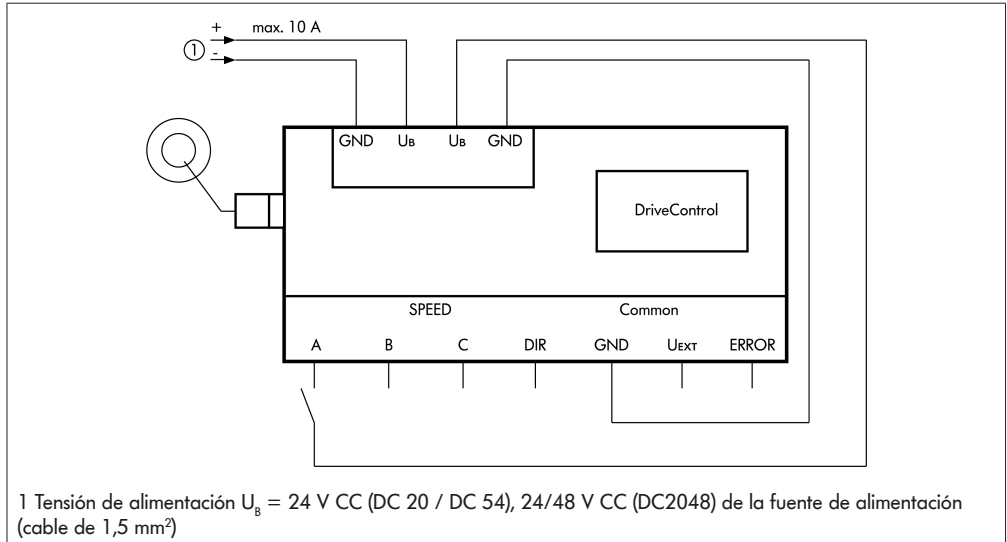 + max. 10 A
1
-
GND UB UB GND
DriveControl
SPEED Common
A B C DIR GND UEXT ERROR
1 Tensión de alimentación UB = 24 V CC (DC 20 / DC 54), 24/48 V CC (DC2048) de la fuente de alimentación
(cable de 1,5 mm²)